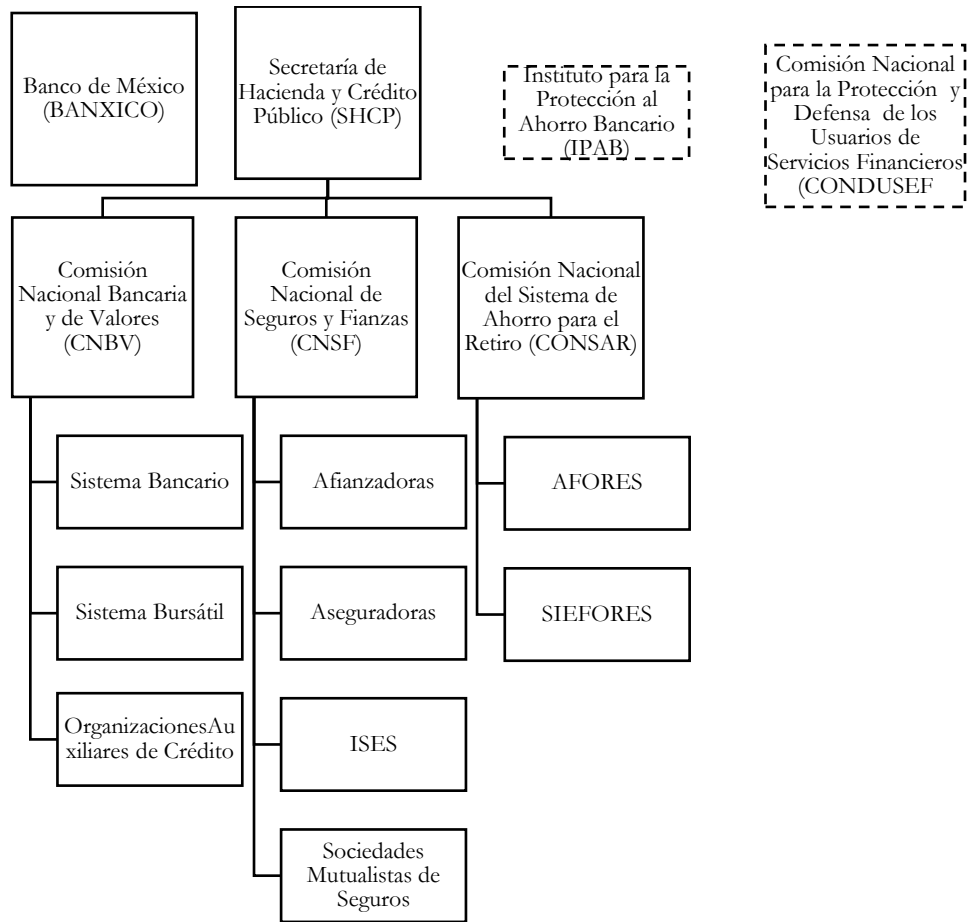 Banco de México
(BANXICO)
Secretaría de
Hacienda y Crédito
Público (SHCP)
Instituto para la
Protección al
Ahorro Bancario
(IPAB)
Comisión Nacional
para la Protección y
Defensa de los
Usuarios de
Servicios Financieros
(CONDUSEF
Comisión
Nacional Bancaria
y de Valores
(CNBV)
Comisión
Nacional de
Seguros y Fianzas
(CNSF)
Comisión Nacional
del Sistema de
Ahorro para el
Retiro (CONSAR)
Sistema Bancario
Afianzadoras
AFORES
Sistema Bursátil
Aseguradoras
SIEFORES
OrganizacionesAu
xiliares de Crédito
ISES
Sociedades
Mutualistas de
Seguros